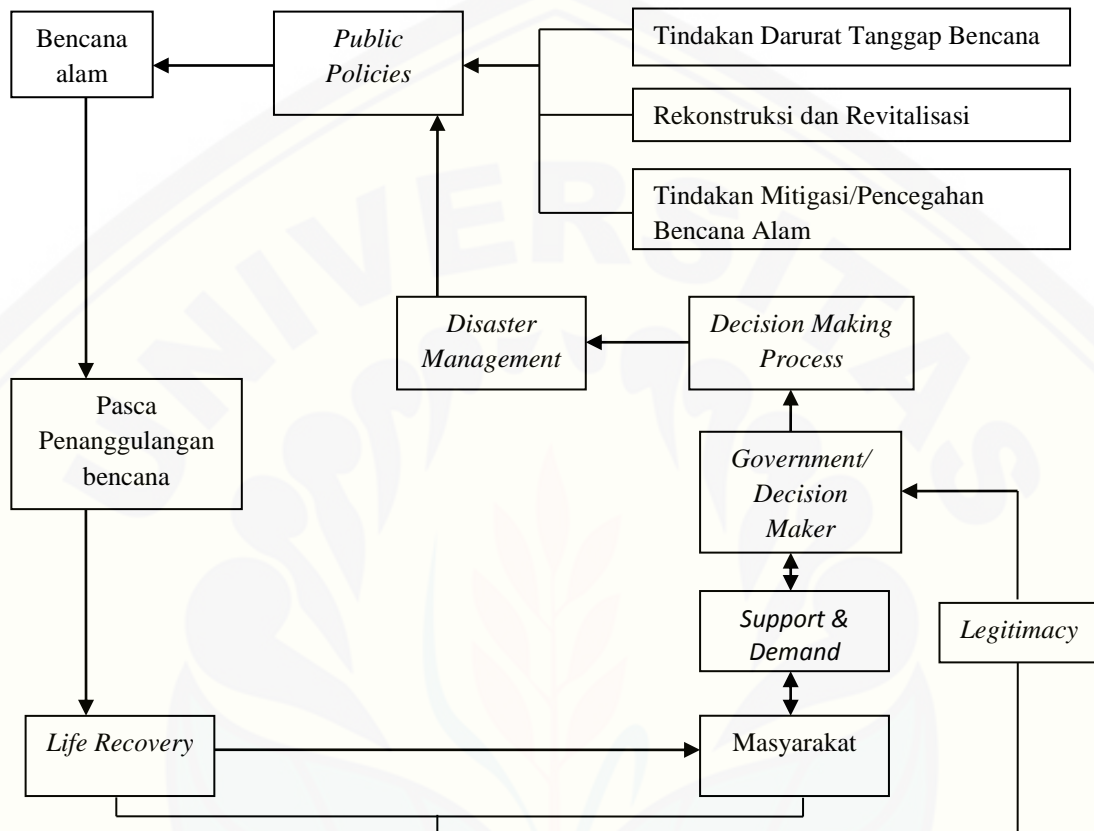 Bencana
alam
Public
Policies
Tindakan Darurat Tanggap Bencana
Rekonstruksi dan Revitalisasi
Tindakan Mitigasi/Pencegahan
Bencana Alam
Disaster
Management
Decision Making
Process
Pasca
Penanggulangan
bencana
Government/
Decision
Maker
Support &
Demand
Legitimacy
Life Recovery
Masyarakat
UNIVERSITAS